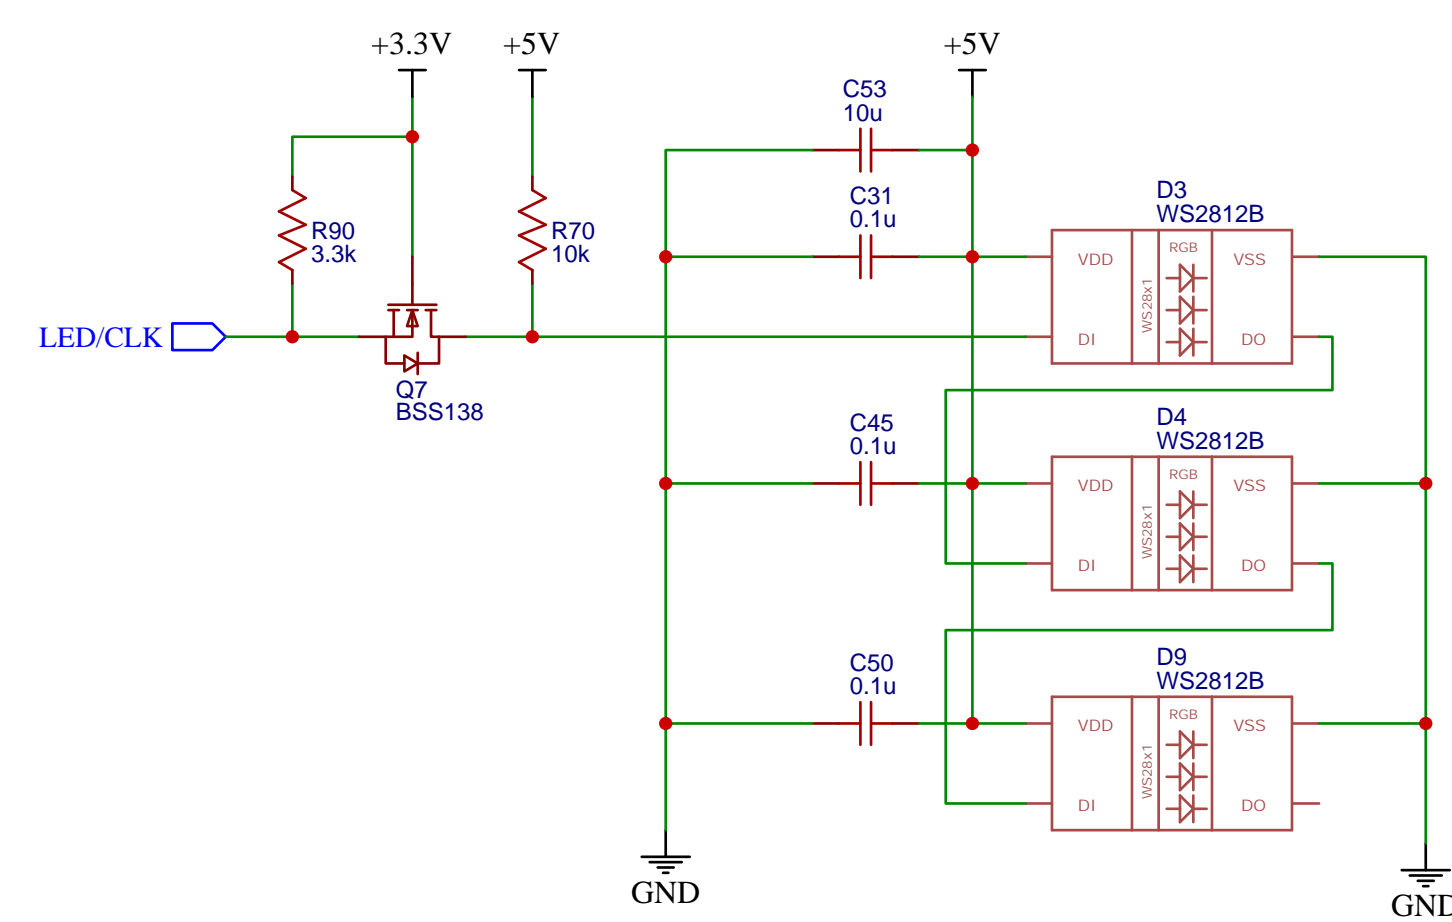 +3.3V
+5V
+5V
C53
10u
C31
0.1u
R90
3.3k
R70
10k
LED/CLK
Q7
BSS138
D3
WS2812B
VDD
DI
WS28x1
RGB
VSS
DO
C45
0.1u
D4
WS2812B
VDD
DI
WS28x1
RGB
VSS
DO
C50
0.1u
D9
WS2812B
VDD
DI
WS28x1
RGB
VSS
DO
GND
GND